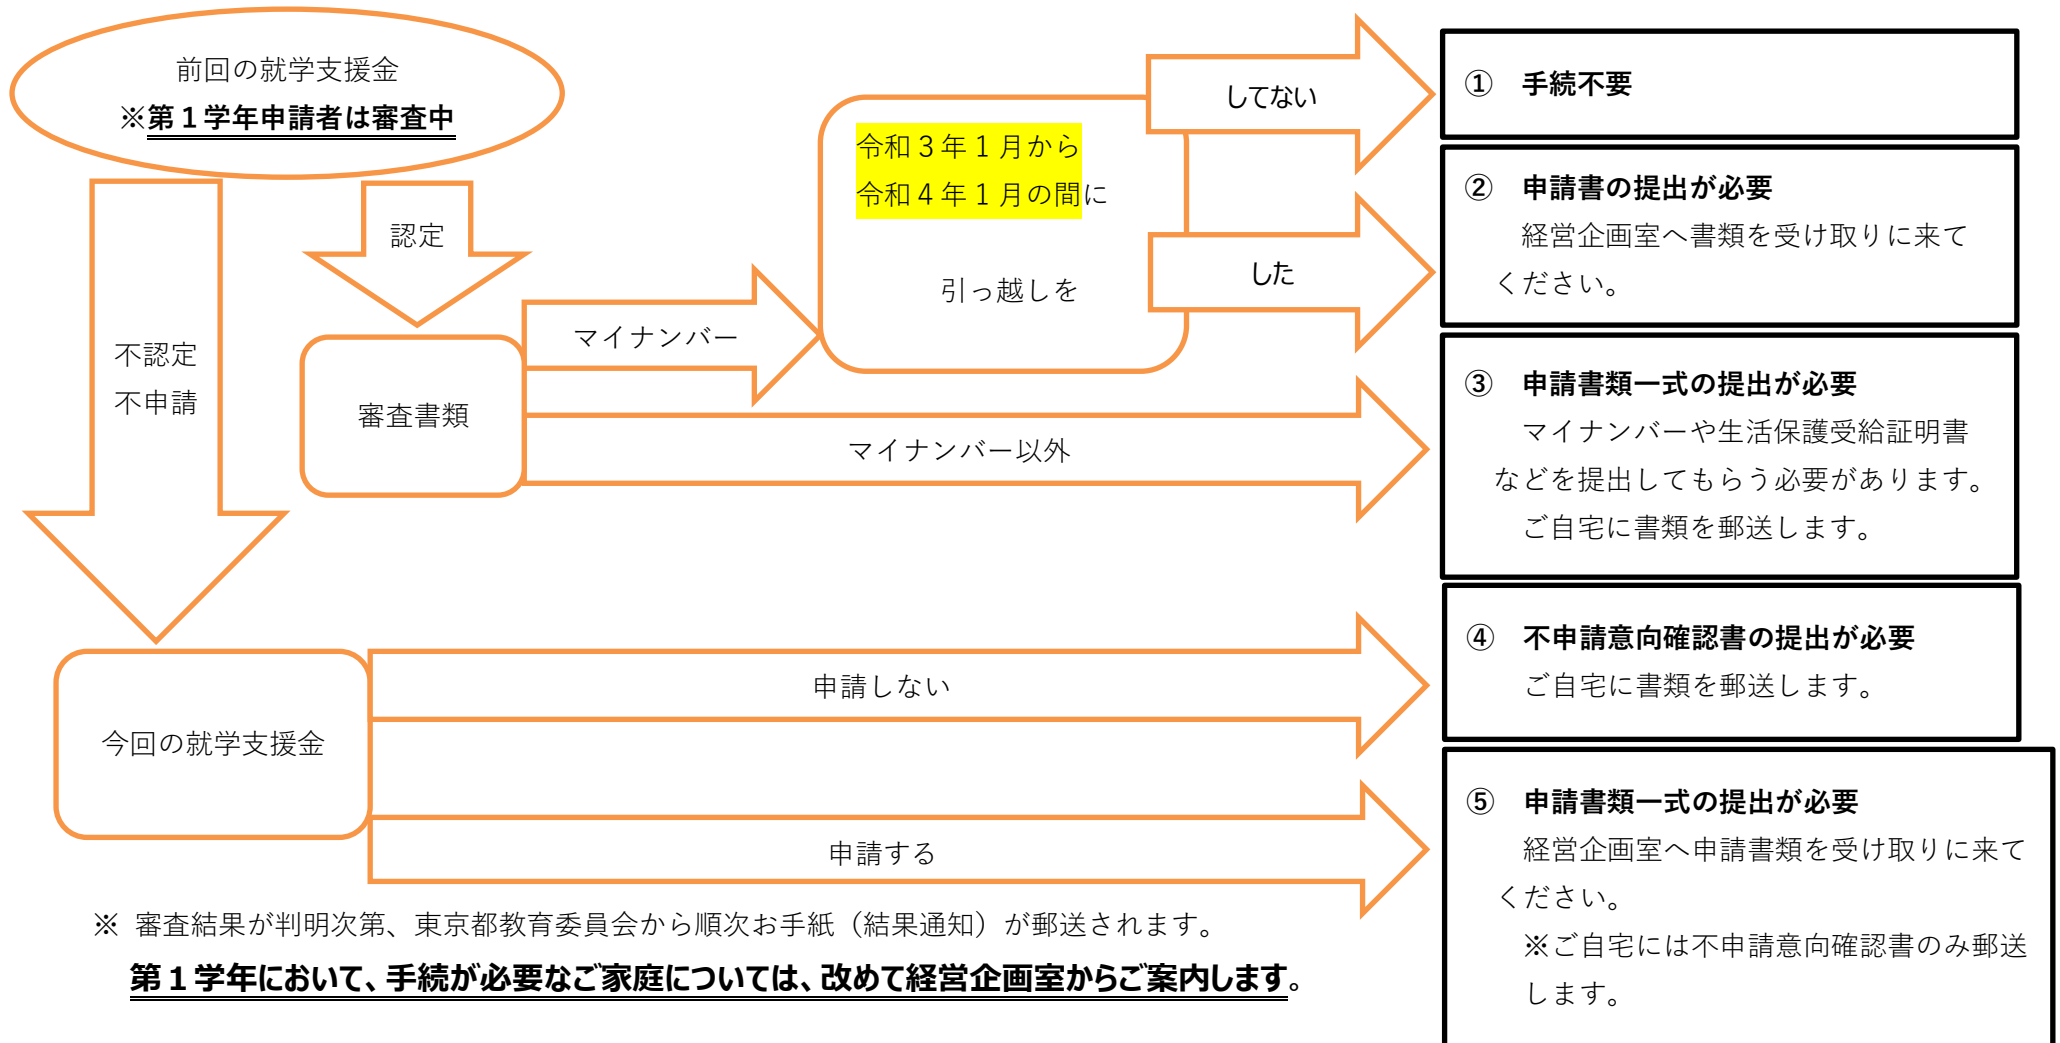 前回の就学支援金
※第１学年申請者は審査中
認定
不認定
不申請
審査書類
マイナンバー
マイナンバー以外
令和３年１月から
令和４年１月の間に
引っ越しを
してない
した
今回の就学支援金
申請しない
申請する
① 手続不要
② 申請書の提出が必要
経営企画室へ書類を受け取りに来て
ください。
③ 申請書類一式の提出が必要
マイナンバーや生活保護受給証明書
などを提出してもらう必要があります。
ご自宅に書類を郵送します。
④ 不申請意向確認書の提出が必要
ご自宅に書類を郵送します。
⑤ 申請書類一式の提出が必要
経営企画室へ申請書類を受け取りに来て
ください。
※ご自宅には不申請意向確認書のみ郵送
します。
※ 審査結果が判明次第、東京都教育委員会から順次お手紙（結果通知）が郵送されます。
第１学年において、手続が必要なご家庭については、改めて経営企画室からご案内します。